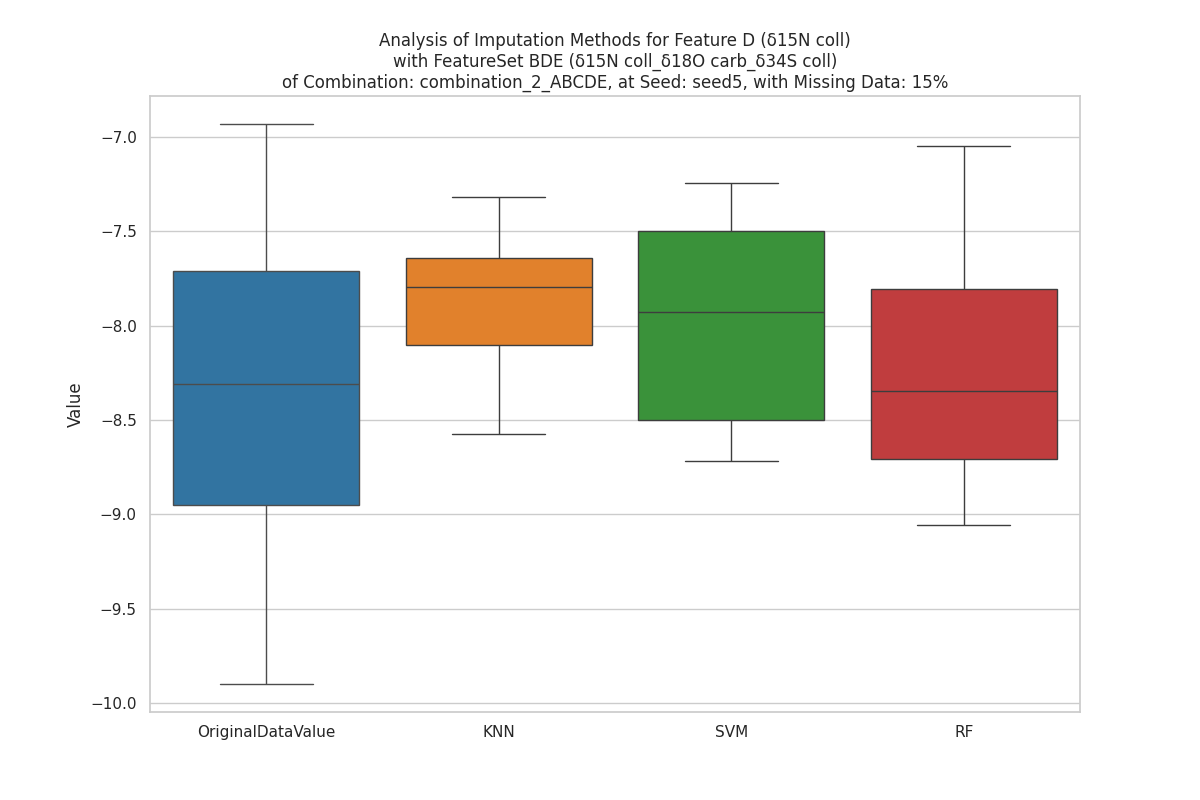 Analysis of Imputation Methods for Feature D (δ15N coll)
with FeatureSet BDE (δ15N coll_δ18O carb_δ34S coll)
of Combination: combination_2_ABCDE, at Seed: seed5, with Missing Data: 15%
Value
−7.0
−7.5
−8.0
−8.5
−9.0
−9.5
−10.0
OriginalDataValue
KNN
SVM
RF